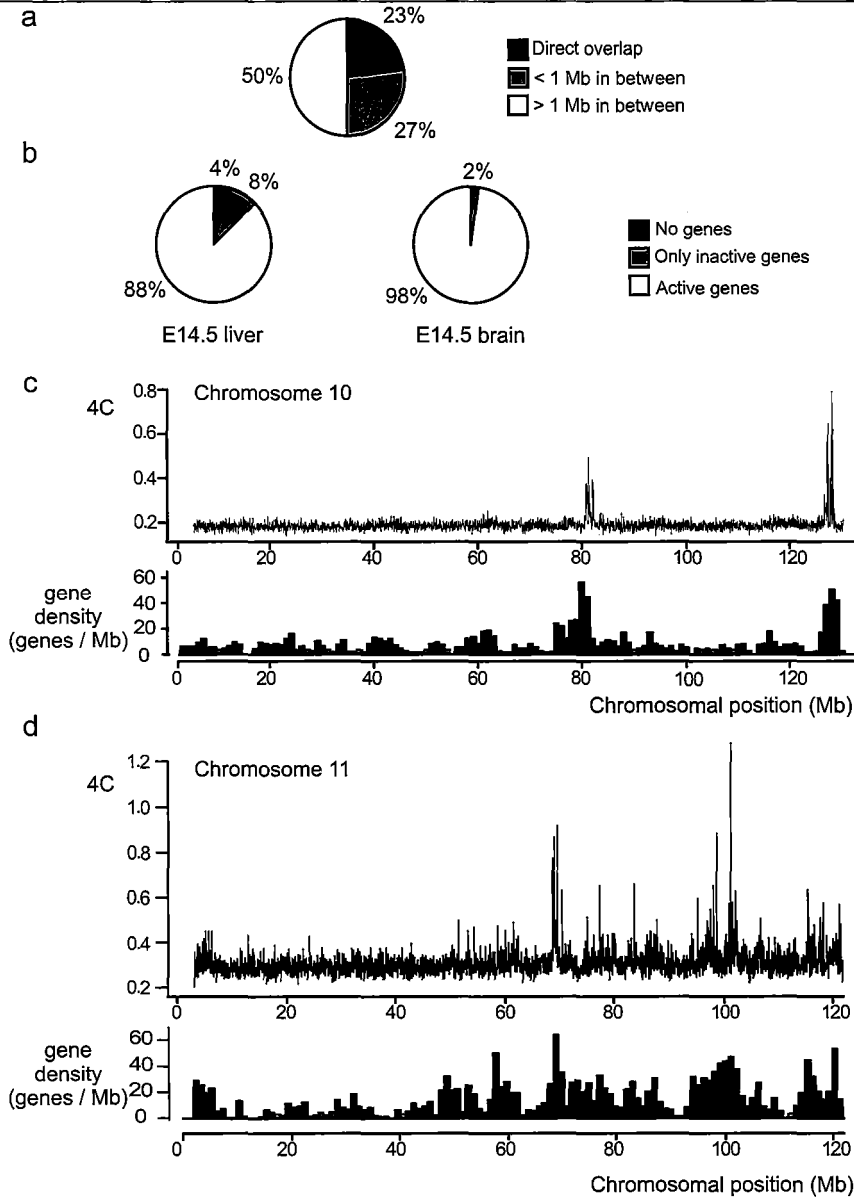 a
23%
50%
27%
Direct overlap
< 1 Mb in between
> 1 Mb in between
b
4%
8%
88%
E14.5 liver
2%
98%
E14.5 brain
No genes
Only inactive genes
Active genes
c
4C
Chromosome 10
0.8
0.6
0.4
0.2
0 20 40 60 80 100 120
gene
density
(genes / Mb)
60
40
20
0
0 20 40 60 80 100 120
Chromosomal position (Mb)
d
4C
Chromosome 11
1.2
1.0
0.8
0.6
0.4
0.2
0 20 40 60 80 100 120
gene
density
(genes / Mb)
60
40
20
0
0 20 40 60 80 100 120
Chromosomal position (Mb)